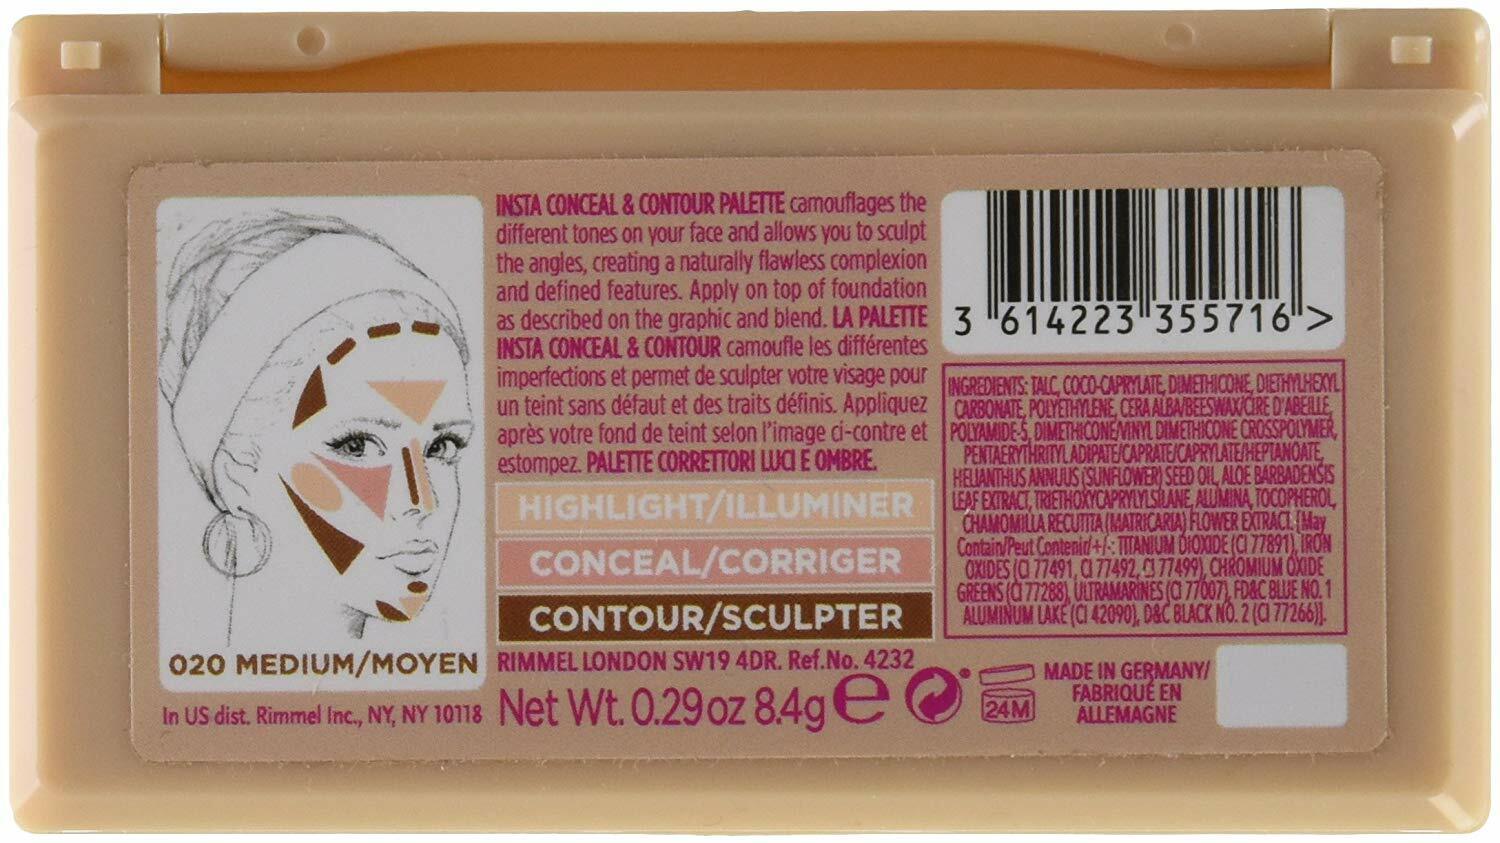 INSTA CONCEAL & CONTOUR PALETTE camouflages the
different tones on your face and allows you to sculpt
the angles, creating a naturally flawless complexion
and defined features. Apply on top of foundation
as described on the graphic and blend. LA PALETTE
INSTA CONCEAL & CONTOUR camoufle les différentes
imperfections et permet de sculpter votre visage pour
un teint sans défaut et des traits définis. Appliquez
après votre fond de teint selon l'image ci-contre et
estompez. PALETTE CORRETTORI LUCI E OMBRE.
HIGHLIGHT/ILLUMINER
CONCEAL/CORRIGER
CONTOUR/SCULPTER
020 MEDIUM/MOYEN
In US dist. Rimmel Inc., NY, NY 10118
RIMMEL LONDON SW19 4DR. Ref.No. 4232
Net Wt. 0.29oz 8.4g e
24M
MADE IN GERMANY/
FABRIQUÉ EN
ALLEMAGNE
3 614223 355716 >
INGREDIENTS: TALC, COCO-CAPRYLATE, DIMETHICONE, DIETHYLHEXYL
CARBONATE, POLYETHYLENE, CERA ALBA/BEESWAX/CIRE D'ABEILLE,
POLYAMIDE-5, DIMETHICONE/VINYL DIMETHICONE CROSSPOLYMER,
PENTAERYTHRITYL ADIPATE/CAPRATE/CAPRYLATE/HEPTANOATE,
HELIANTHUS ANNUUS (SUNFLOWER) SEED OIL, ALOE BARBADENSIS
LEAF EXTRACT, TRIETHOXYCAPRYLYLSILANE, ALUMINA, TOCOPHEROL,
CHAMOMILLA RECUTITA (MATRICARIA) FLOWER EXTRACT. [May
Contain/Peut Contenir/+/-: TITANIUM DIOXIDE (CI 77891), IRON
OXIDES (CI 77491, CI 77492, CI 77499), CHROMIUM OXIDE
GREENS (CI 77288), ULTRAMARINES (CI 77007), FD&C BLUE NO. 1
ALUMINUM LAKE (CI 42090), D&C BLACK NO. 2 (CI 77266)].